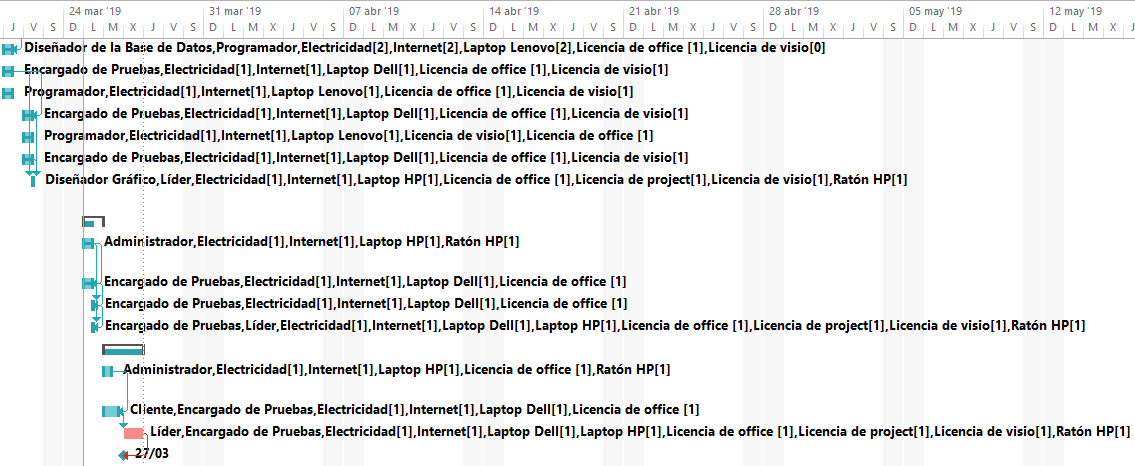 24 mar '19 31 mar '19 07 abr '19 14 abr '19 21 abr '19 28 abr '19 05 may '19 12 may '19
J V D L M X J S V D M X J S V D L M X J S V D L M X J S V D L M X J S V D L M X J S V D L M X J S V D L M X J
Diseñador de la Base de Datos,Programador,Electricidad[2],Internet[2],Laptop Lenovo[2],Licencia de office [1],Licencia de visio[0]
Encargado de Pruebas,Electricidad[1],Internet[1],Laptop Dell[1],Licencia de office [1],Licencia de visio[1]
Programador,Electricidad[1],Internet[1],Laptop Lenovo[1],Licencia de office [1],Licencia de visio[1]
Encargado de Pruebas,Electricidad[1],Internet[1],Laptop Dell[1],Licencia de office [1],Licencia de visio[1]
Programador,Electricidad[1],Internet[1],Laptop Lenovo[1],Licencia de visio[1],Licencia de office [1]
Encargado de Pruebas,Electricidad[1],Internet[1],Laptop Dell[1],Licencia de office [1],Licencia de visio[1]
Diseñador Gráfico,Líder,Electricidad[1],Internet[1],Laptop HP[1],Licencia de office [1],Licencia de project[1],Licencia de visio[1],Ratón HP[1]
Administrador,Electricidad[1],Internet[1],Laptop HP[1],Ratón HP[1]
Encargado de Pruebas,Electricidad[1],Internet[1],Laptop Dell[1],Licencia de office [1]
Encargado de Pruebas,Electricidad[1],Internet[1],Laptop Dell[1],Licencia de office [1]
Encargado de Pruebas,Líder,Electricidad[1],Internet[1],Laptop Dell[1],Laptop HP[1],Licencia de office [1],Licencia de project[1],Licencia de visio[1],Ratón HP[1]
Administrador,Electricidad[1],Internet[1],Laptop HP[1],Licencia de office [1],Ratón HP[1]
Cliente,Encargado de Pruebas,Electricidad[1],Internet[1],Laptop Dell[1],Licencia de office [1]
Líder,Encargado de Pruebas,Electricidad[1],Internet[1],Laptop Dell[1],Laptop HP[1],Licencia de office [1],Licencia de project[1],Licencia de visio[1],Ratón HP[1]
27/03